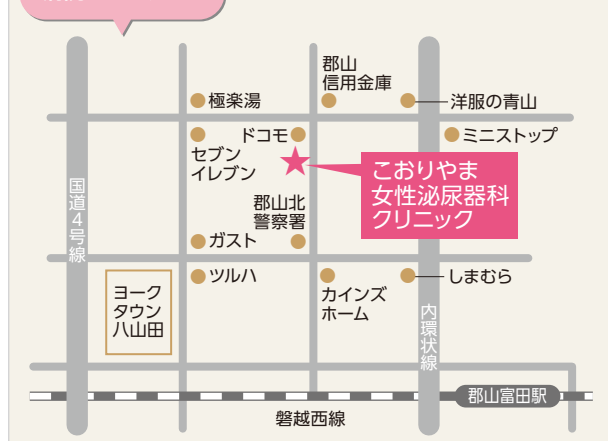 郡山
信用金庫
極楽湯
洋服の青山
ドコモ
ミニストップ
セブン
イレブン
こおりやま
女性泌尿器科
クリニック
国道4号線
郡山北
警察署
ガスト
ツルハ
しまむら
ヨーク
タウン
八山田
カインズ
ホーム
内環状線
郡山富田駅
磐越西線